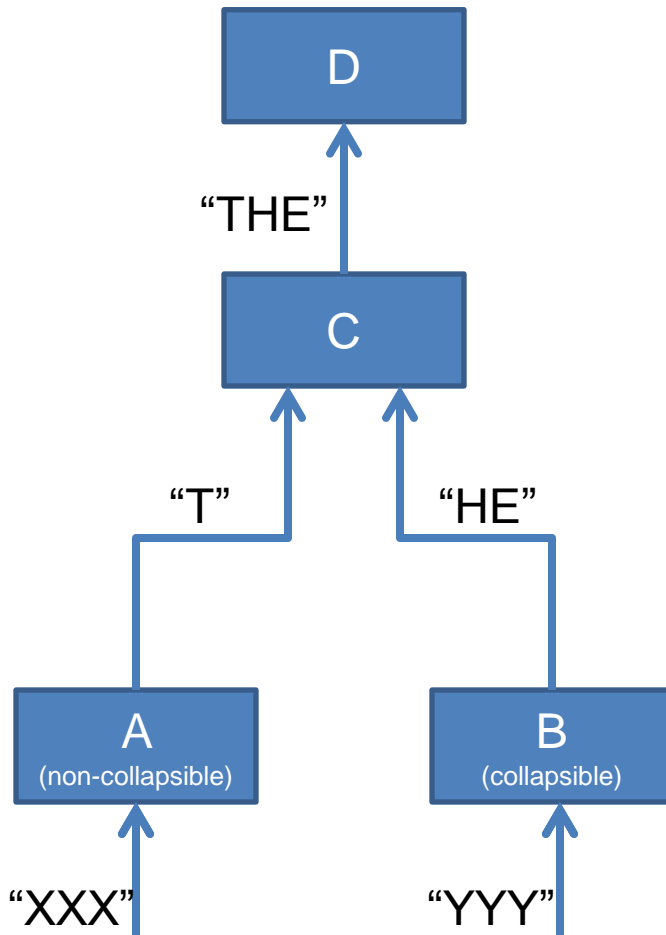 D
“THE”
C
“T”
“HE”
A
(non-collapsible)
B
(collapsible)
“XXX”
“YYY”